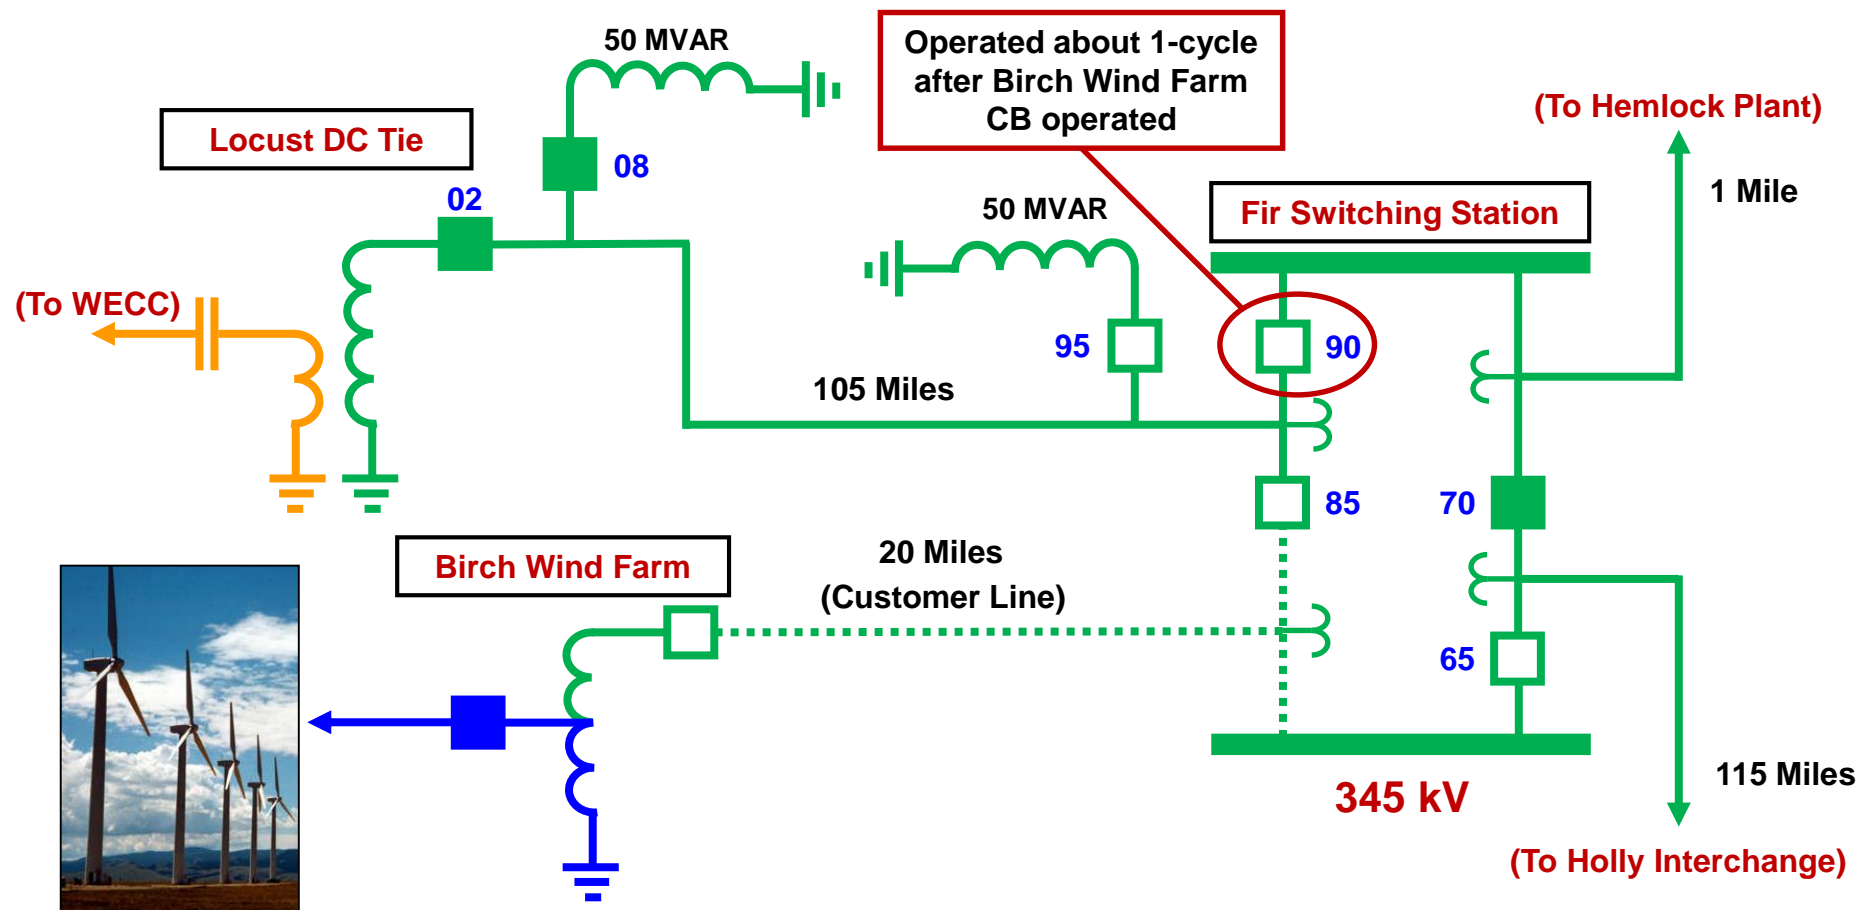 50 MVAR
Operated about 1-cycle
after Birch Wind Farm
CB operated
(To Hemlock Plant)
Locust DC Tie
08
1 Mile
02
50 MVAR
Fir Switching Station
(To WECC)
95
90
105 Miles
85
70
20 Miles
(Customer Line)
Birch Wind Farm
65
345 kV
115 Miles
(To Holly Interchange)